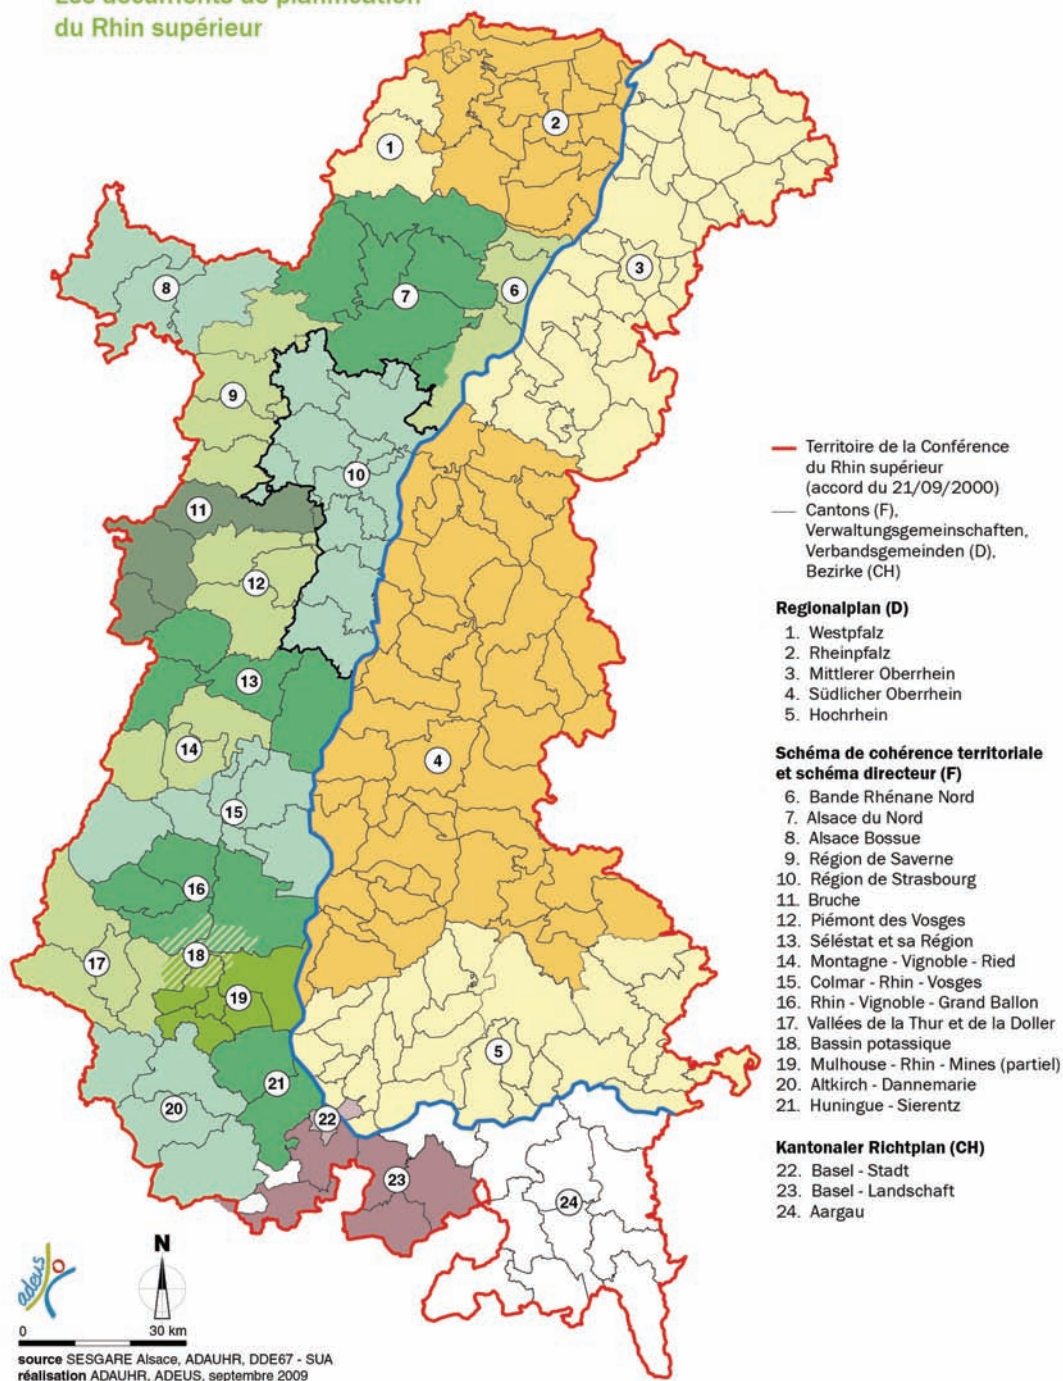 Les documents de planification
du Rhin supérieur
1
2
3
8
7
6
9
10
11
12
13
14
4
15
16
18
17
19
5
21
20
22
23
24
Territoire de la Conférence
du Rhin supérieur
(accord du 21/09/2000)
Cantons (F),
Verwaltungsgemeinschaften,
Verbandsgemeinden (D),
Bezirke (CH)
Regionalplan (D)
1. Westpfalz
2. Rheinpfalz
3. Mittlerer Oberrhein
4. Südlicher Oberrhein
5. Hochrhein
Schéma de cohérence territoriale
et schéma directeur (F)
6. Bande Rhénane Nord
7. Alsace du Nord
8. Alsace Bossue
9. Région de Saverne
10. Région de Strasbourg
11. Bruche
12. Piémont des Vosges
13. Séléstat et sa Région
14. Montagne - Vignoble - Ried
15. Colmar - Rhin - Vosges
16. Rhin - Vignoble - Grand Ballon
17. Vallées de la Thur et de la Doller
18. Bassin potassique
19. Mulhouse - Rhin - Mines (partiel)
20. Altkirch - Dannemarie
21. Huningue - Sierentz
Kantonaler Richtplan (CH)
22. Basel - Stadt
23. Basel - Landschaft
24. Aargau
adeus
N
0 30 km
source SESGARE Alsace, ADAUHR, DDE67 - SUA
réalisation ADAUHR, ADEUS, septembre 2009